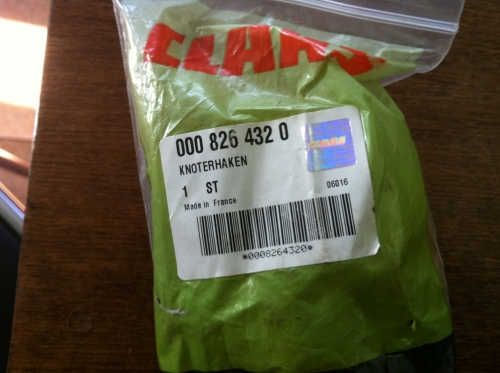 CLAAS
000 826 432 0
KNOTERHAKEN
1 ST
06016
Made in France
*0008264320*